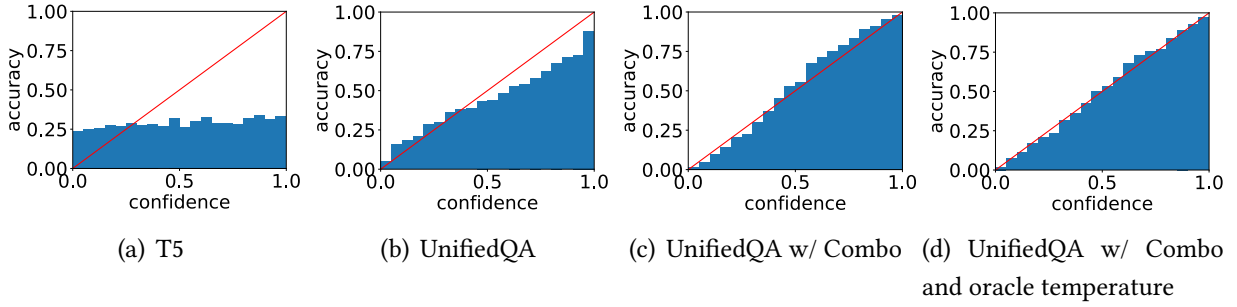 1.00
0.75
0.50
0.25
0.00
accuracy
0.0 0.5 1.0
confidence
(a) T5
1.00
0.75
0.50
0.25
0.00
accuracy
0.0 0.5 1.0
confidence
(b) UnifiedQA
1.00
0.75
0.50
0.25
0.00
accuracy
0.0 0.5 1.0
confidence
(c) UnifiedQA w/ Combo
1.00
0.75
0.50
0.25
0.00
accuracy
0.0 0.5 1.0
confidence
(d) UnifiedQA w/ Combo
and oracle temperature